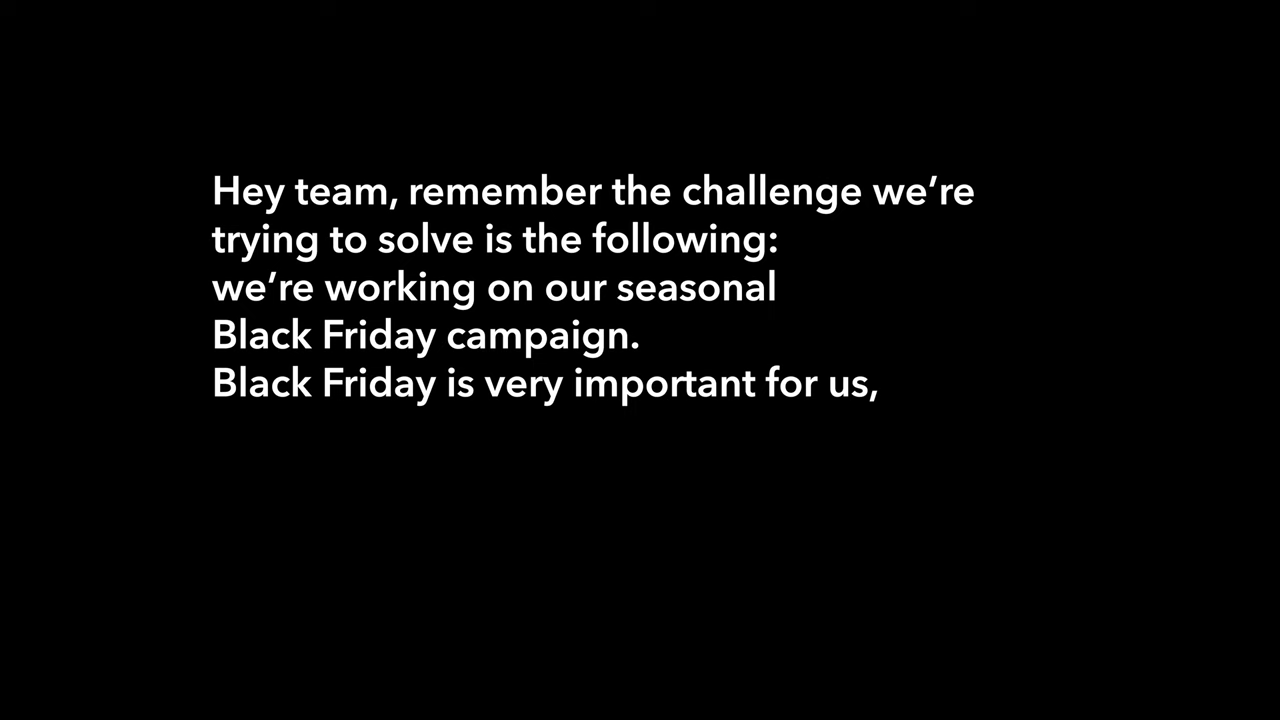 Hey team, remember the challenge we’re
trying to solve is the following:
we’re working on our seasonal
Black Friday campaign.
Black Friday is very important for us,